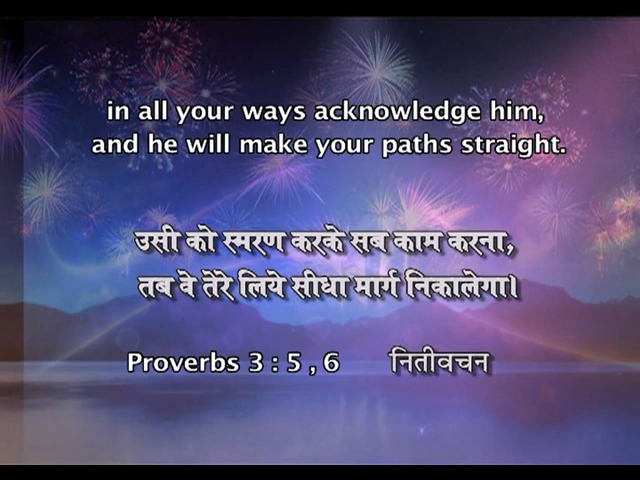 in all your ways acknowledge him,
and he will make your paths straight.
उसी को स्मरण करके सब काम करना,
तब वे तेरे लिये सीधा मार्ग निकालेगा।
Proverbs 3 : 5 , 6 नितीवचन